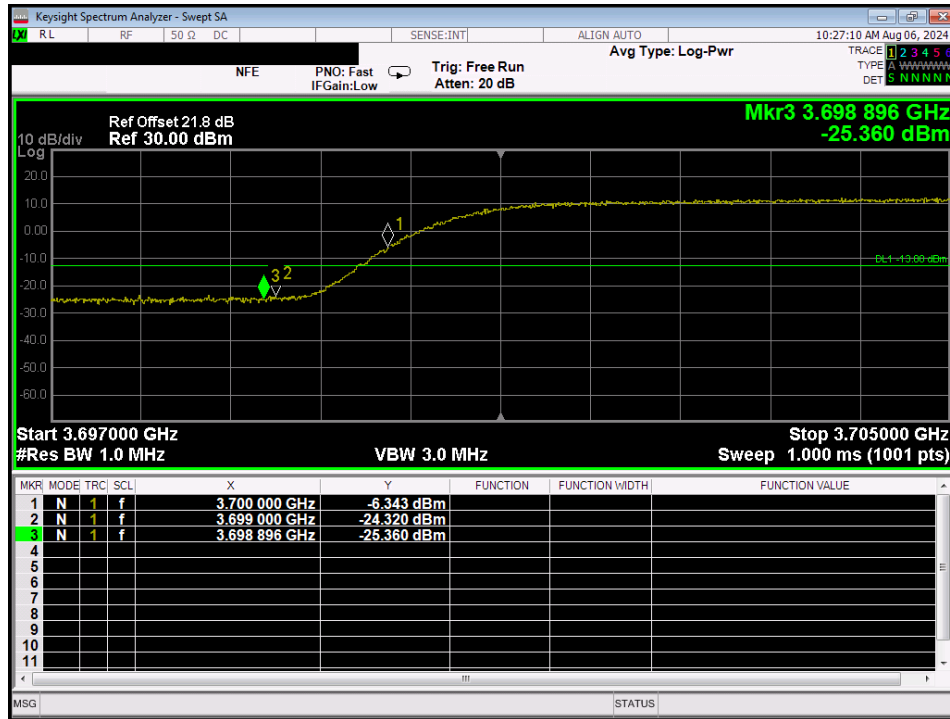 Keysight Spectrum Analyzer - Swept SA
LXI RL RF 50 Ω DC SENSE:INT ALIGN AUTO 10:27:10 AM Aug 06, 2024
Avg Type: Log-Pwr TRACE 1 2 3 4 5 6
NFE PNO: Fast Trig: Free Run TYPE A WWWWW
IFGain:Low Atten: 20 dB DET S N N N N N
Mkr3 3.698 896 GHz
Ref Offset 21.8 dB
10 dB/div Ref 30.00 dBm -25.360 dBm
Log
20.0
10.0
0.00 1
-10.0 DL1 -13.00 dBm
-20.0 3 2
-30.0
-40.0
-50.0
-60.0
Start 3.697000 GHz Stop 3.705000 GHz
#Res BW 1.0 MHz VBW 3.0 MHz Sweep 1.000 ms (1001 pts)
MKR MODE TRC SCL X Y FUNCTION FUNCTION WIDTH FUNCTION VALUE
1 N 1 f 3.700 000 GHz -6.343 dBm
2 N 1 f 3.699 000 GHz -24.320 dBm
3 N 1 f 3.698 896 GHz -25.360 dBm
4
5
6
7
8
9
10
11
MSG STATUS